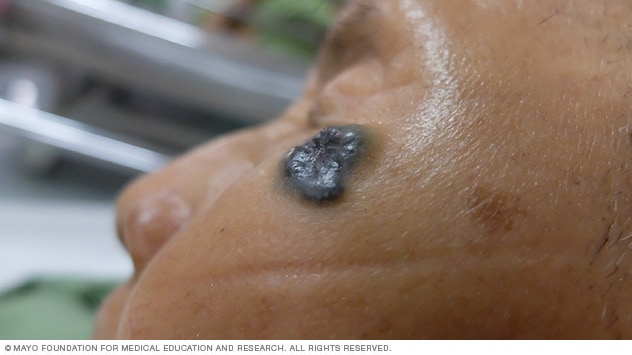 © MAYO FOUNDATION FOR MEDICAL EDUCATION AND RESEARCH. ALL RIGHTS RESERVED.